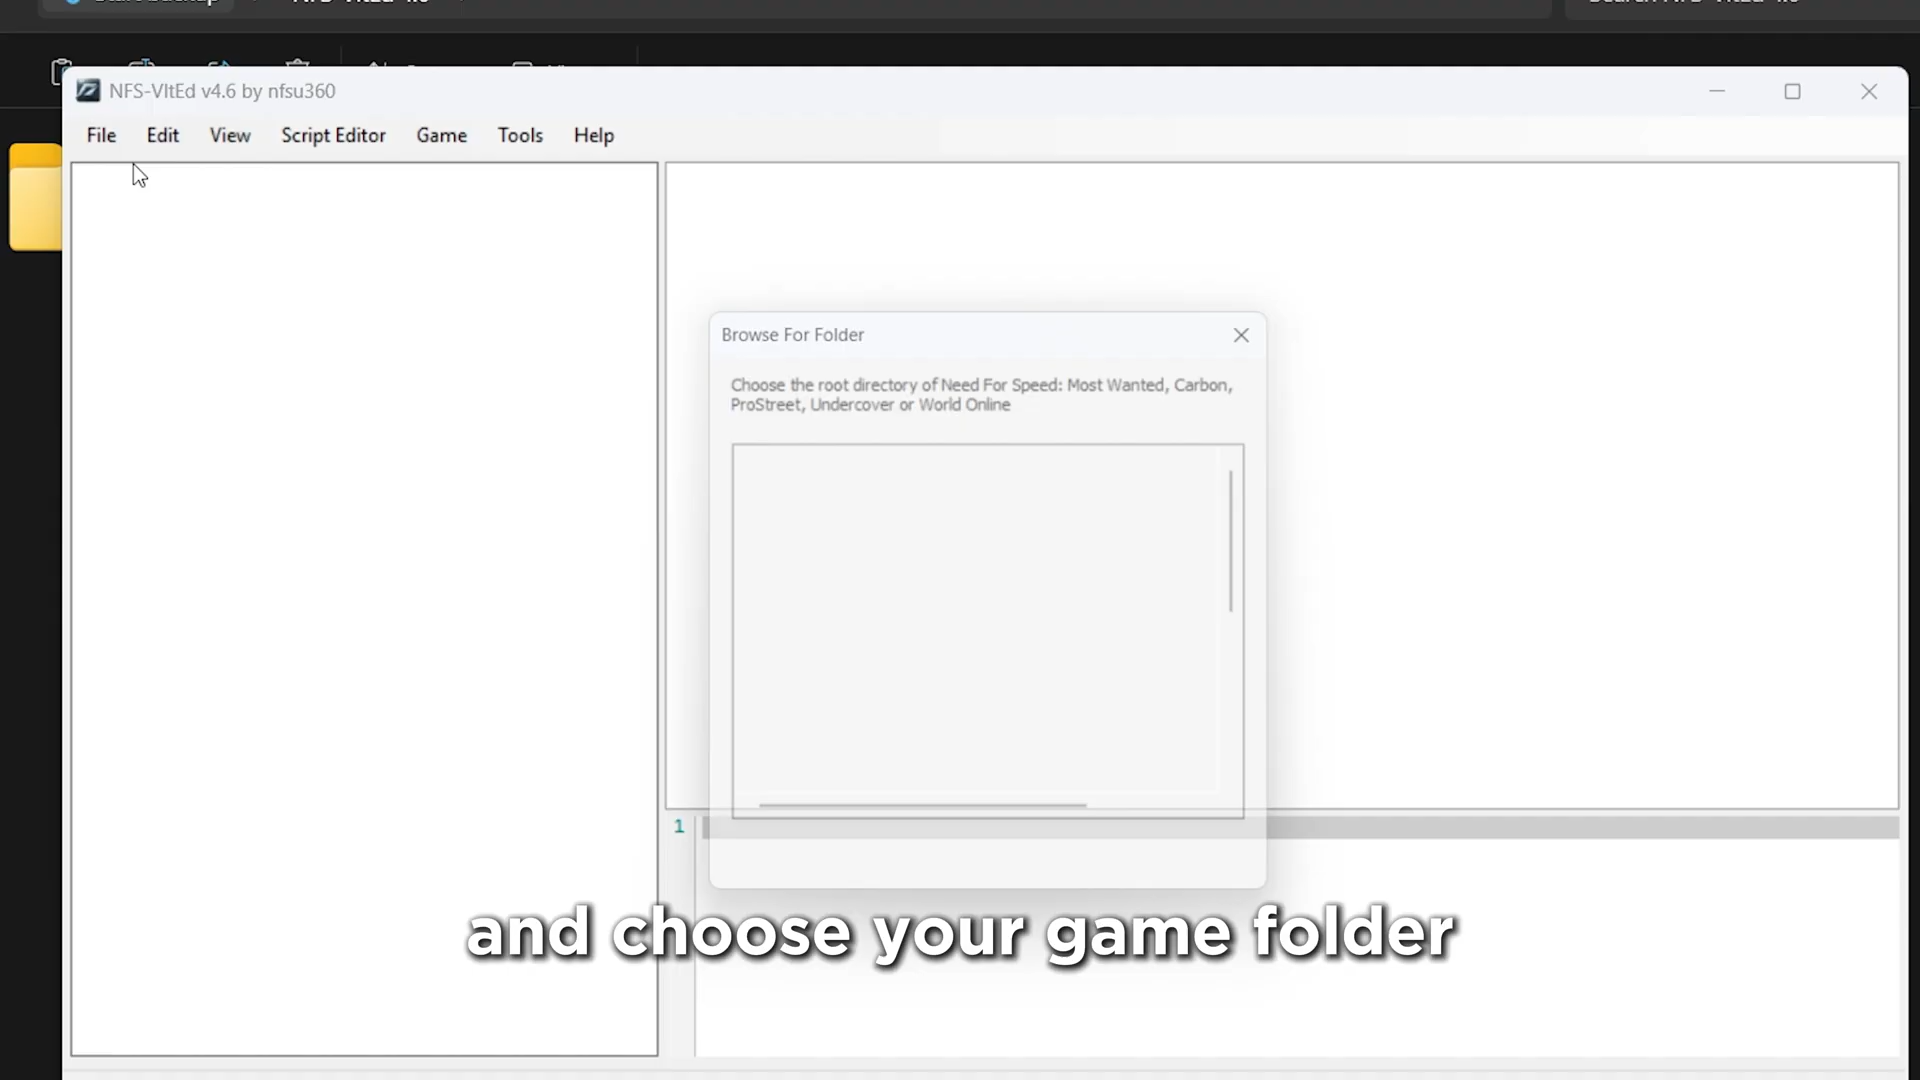 NFS-VltEd v4.6 by nfsu360
File Edit View Script Editor Game Tools Help
Browse For Folder
Choose the root directory of Need For Speed: Most Wanted, Carbon,
ProStreet, Undercover or World Online
1
and choose your game folder